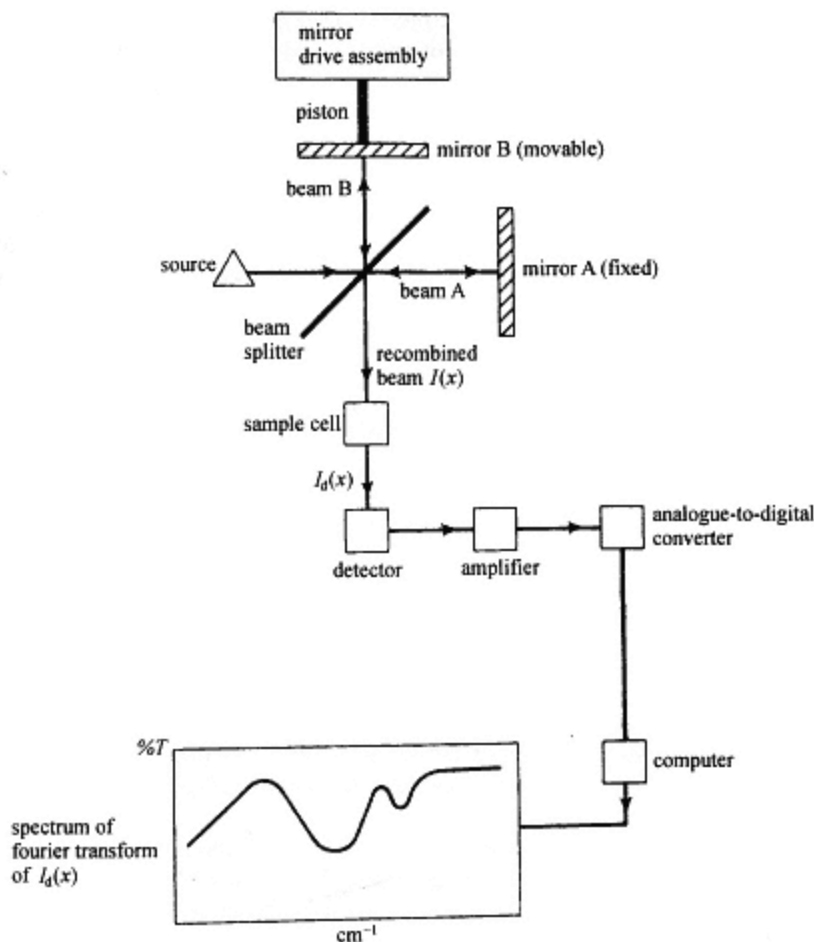 mirror
drive assembly
piston
mirror B (movable)
beam B
source
mirror A (fixed)
beam A
beam
splitter
recombined
beam I(x)
sample cell
I_d(x)
analogue-to-digital
converter
detector
amplifier
%T
computer
spectrum of
fourier transform
of I_d(x)
cm⁻¹